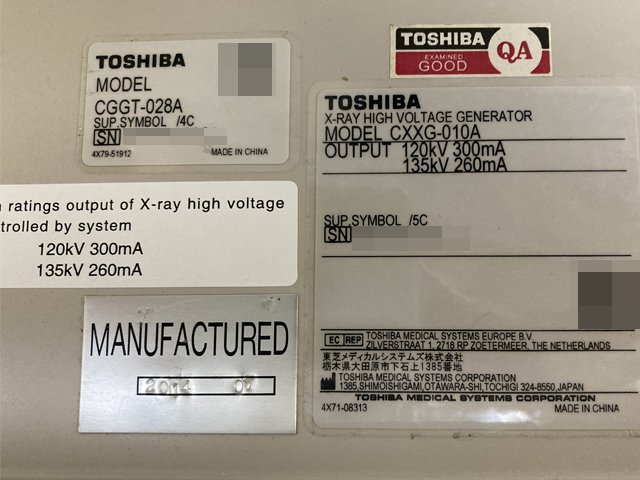 TOSHIBA
MODEL
CGGT-028A
SUP. SYMBOL /4C
SN
4X79-51912 MADE IN CHINA
TOSHIBA
EXAMINED
GOOD
QA
TOSHIBA
X-RAY HIGH VOLTAGE GENERATOR
MODEL CXXG-010A
OUTPUT 120kV 300mA
135kV 260mA
SUP. SYMBOL /5C
SN
EC REP TOSHIBA MEDICAL SYSTEMS EUROPE B.V.
ZILVERSTRAAT 1, 2718 RP ZOETERMEER, THE NETHERLANDS
東芝メディカルシステムズ株式会社
栃木県大田原市下石上1385番地
TOSHIBA MEDICAL SYSTEMS CORPORATION
1385, SHIMOISHIGAMI, OTAWARA-SHI, TOCHIGI 324-8550, JAPAN
TOSHIBA MEDICAL SYSTEMS CORPORATION
4X71-08313 MADE IN CHINA
ratings output of X-ray high voltage
trolled by system
120kV 300mA
135kV 260mA
MANUFACTURED
2014